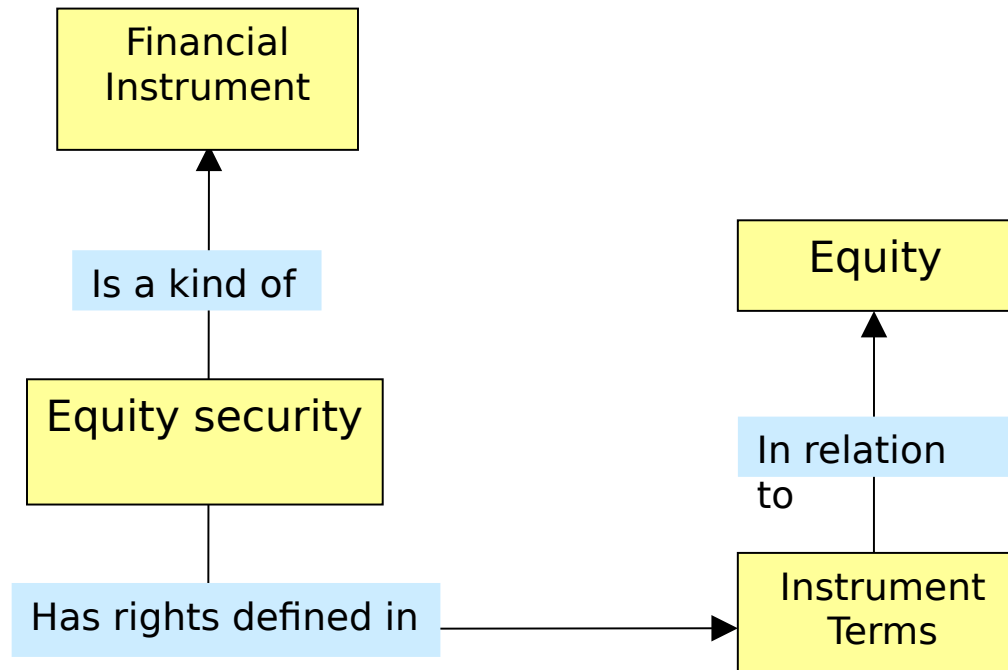 Financial
Instrument
Equity
Is a kind of
Equity security
In relation
to
Has rights defined in
Instrument
Terms